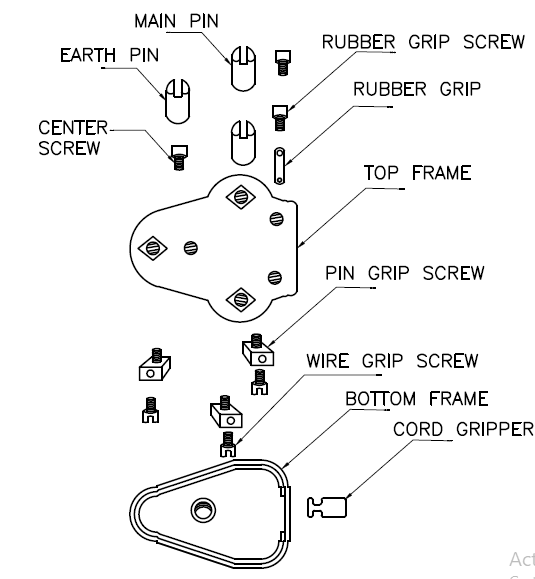 MAIN PIN
EARTH PIN
RUBBER GRIP SCREW
RUBBER GRIP
CENTER
SCREW
TOP FRAME
PIN GRIP SCREW
WIRE GRIP SCREW
BOTTOM FRAME
CORD GRIPPER
Act